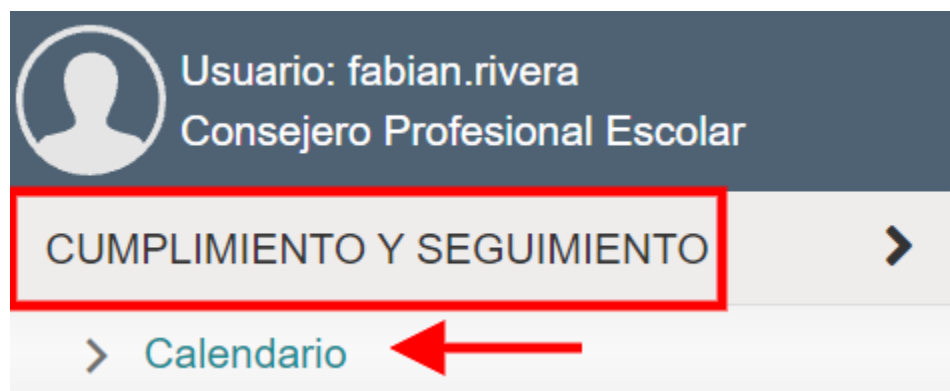 Usuario: fabian.rivera
Consejero Profesional Escolar
CUMPLIMIENTO Y SEGUIMIENTO
Calendario